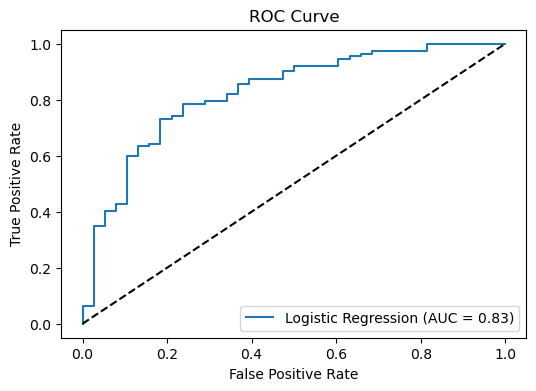 ROC Curve
True Positive Rate
1.0
0.8
0.6
0.4
0.2
0.0
Logistic Regression (AUC = 0.83)
0.0 0.2 0.4 0.6 0.8 1.0
False Positive Rate